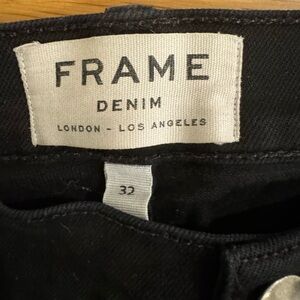 FRAME
DENIM
LONDON - LOS ANGELES
32